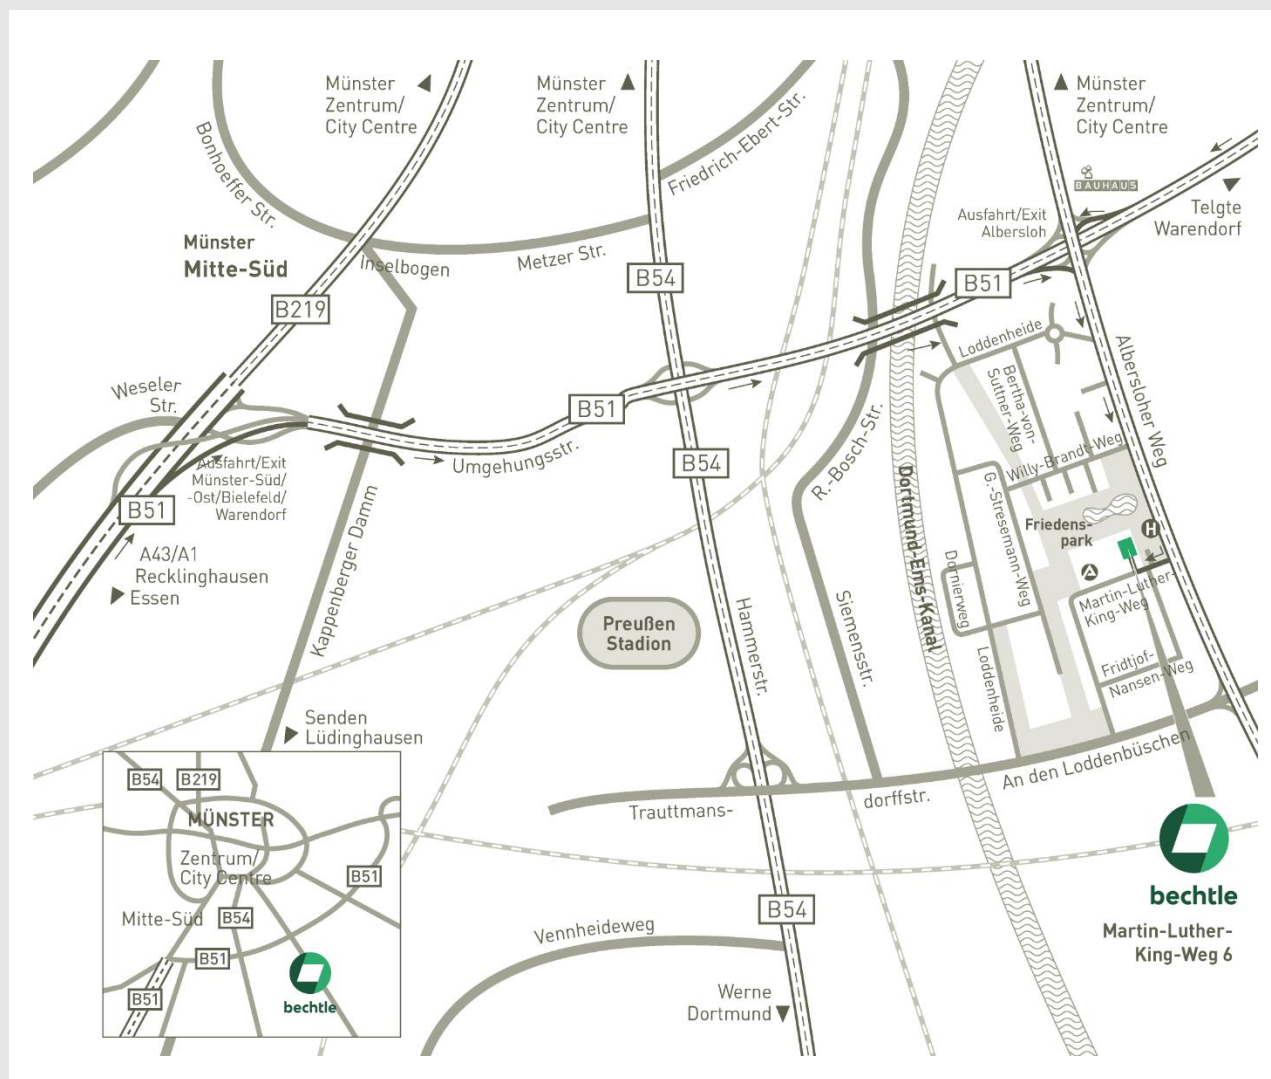 Münster
Zentrum/
City Centre
Münster
Zentrum/
City Centre
Münster
Zentrum/
City Centre
Bonhoeffer Str.
Friedrich-Ebert-Str.
BAUHAUS
Telgte
Warendorf
Ausfahrt/Exit
Albersloh
Münster
Mitte-Süd
Inselbogen
Metzer Str.
B54
B51
B219
Loddenheide
Albersloher Weg
Bertha-von-
Suttner-Weg
Weseler
Str.
B51
Umgehungsstr.
B54
R.-Bosch-Str.
Willy-Brandt-Weg
Ausfahrt/Exit
Münster-Süd/
-Ost/Bielefeld/
Warendorf
B51
A43/A1
Recklinghausen
Essen
Kappenberger Damm
Dortmund-Ems-Kanal
G.-Stresemann-Weg
Friedens-
park
H
Dornierweg
Martin-Luther-
King-Weg
Preußen
Stadion
Hammerstr.
Siemensstr.
Loddenheide
Fridtjof-
Nansen-Weg
Senden
Lüdinghausen
An den Loddenbüschen
Trauttmans-
dorffstr.
B54
B219
MÜNSTER
Zentrum/
City Centre
B51
Mitte-Süd
B54
B51
B51
bechtle
Vennheideweg
B54
Werne
Dortmund
bechtle
Martin-Luther-
King-Weg 6